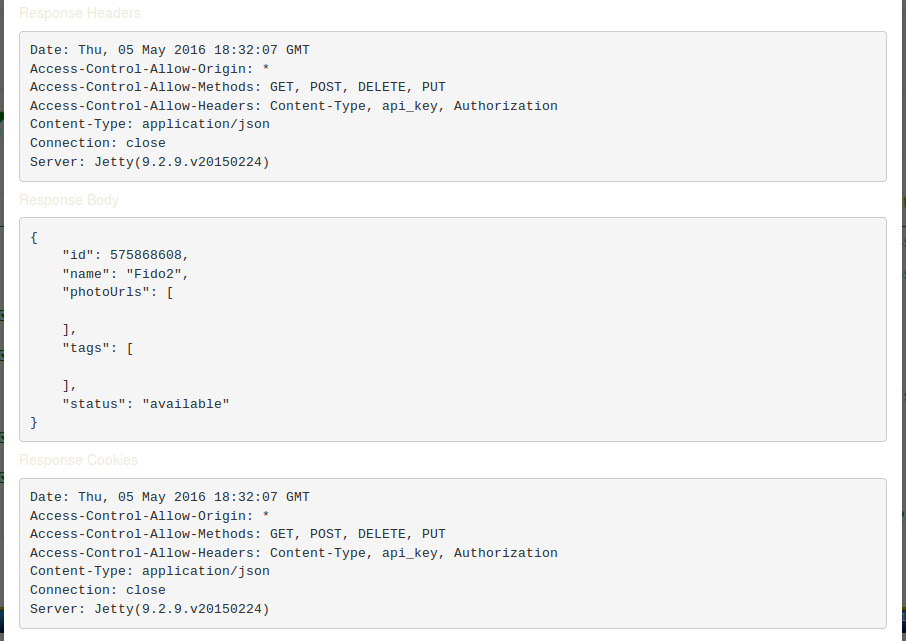 Response Headers
Date: Thu, 05 May 2016 18:32:07 GMT
Access-Control-Allow-Origin: *
Access-Control-Allow-Methods: GET, POST, DELETE, PUT
Access-Control-Allow-Headers: Content-Type, api_key, Authorization
Content-Type: application/json
Connection: close
Server: Jetty(9.2.9.v20150224)
Response Body
{
    "id": 575868608,
    "name": "Fido2",
    "photoUrls": [

    ],
    "tags": [

    ],
    "status": "available"
}
Response Cookies
Date: Thu, 05 May 2016 18:32:07 GMT
Access-Control-Allow-Origin: *
Access-Control-Allow-Methods: GET, POST, DELETE, PUT
Access-Control-Allow-Headers: Content-Type, api_key, Authorization
Content-Type: application/json
Connection: close
Server: Jetty(9.2.9.v20150224)